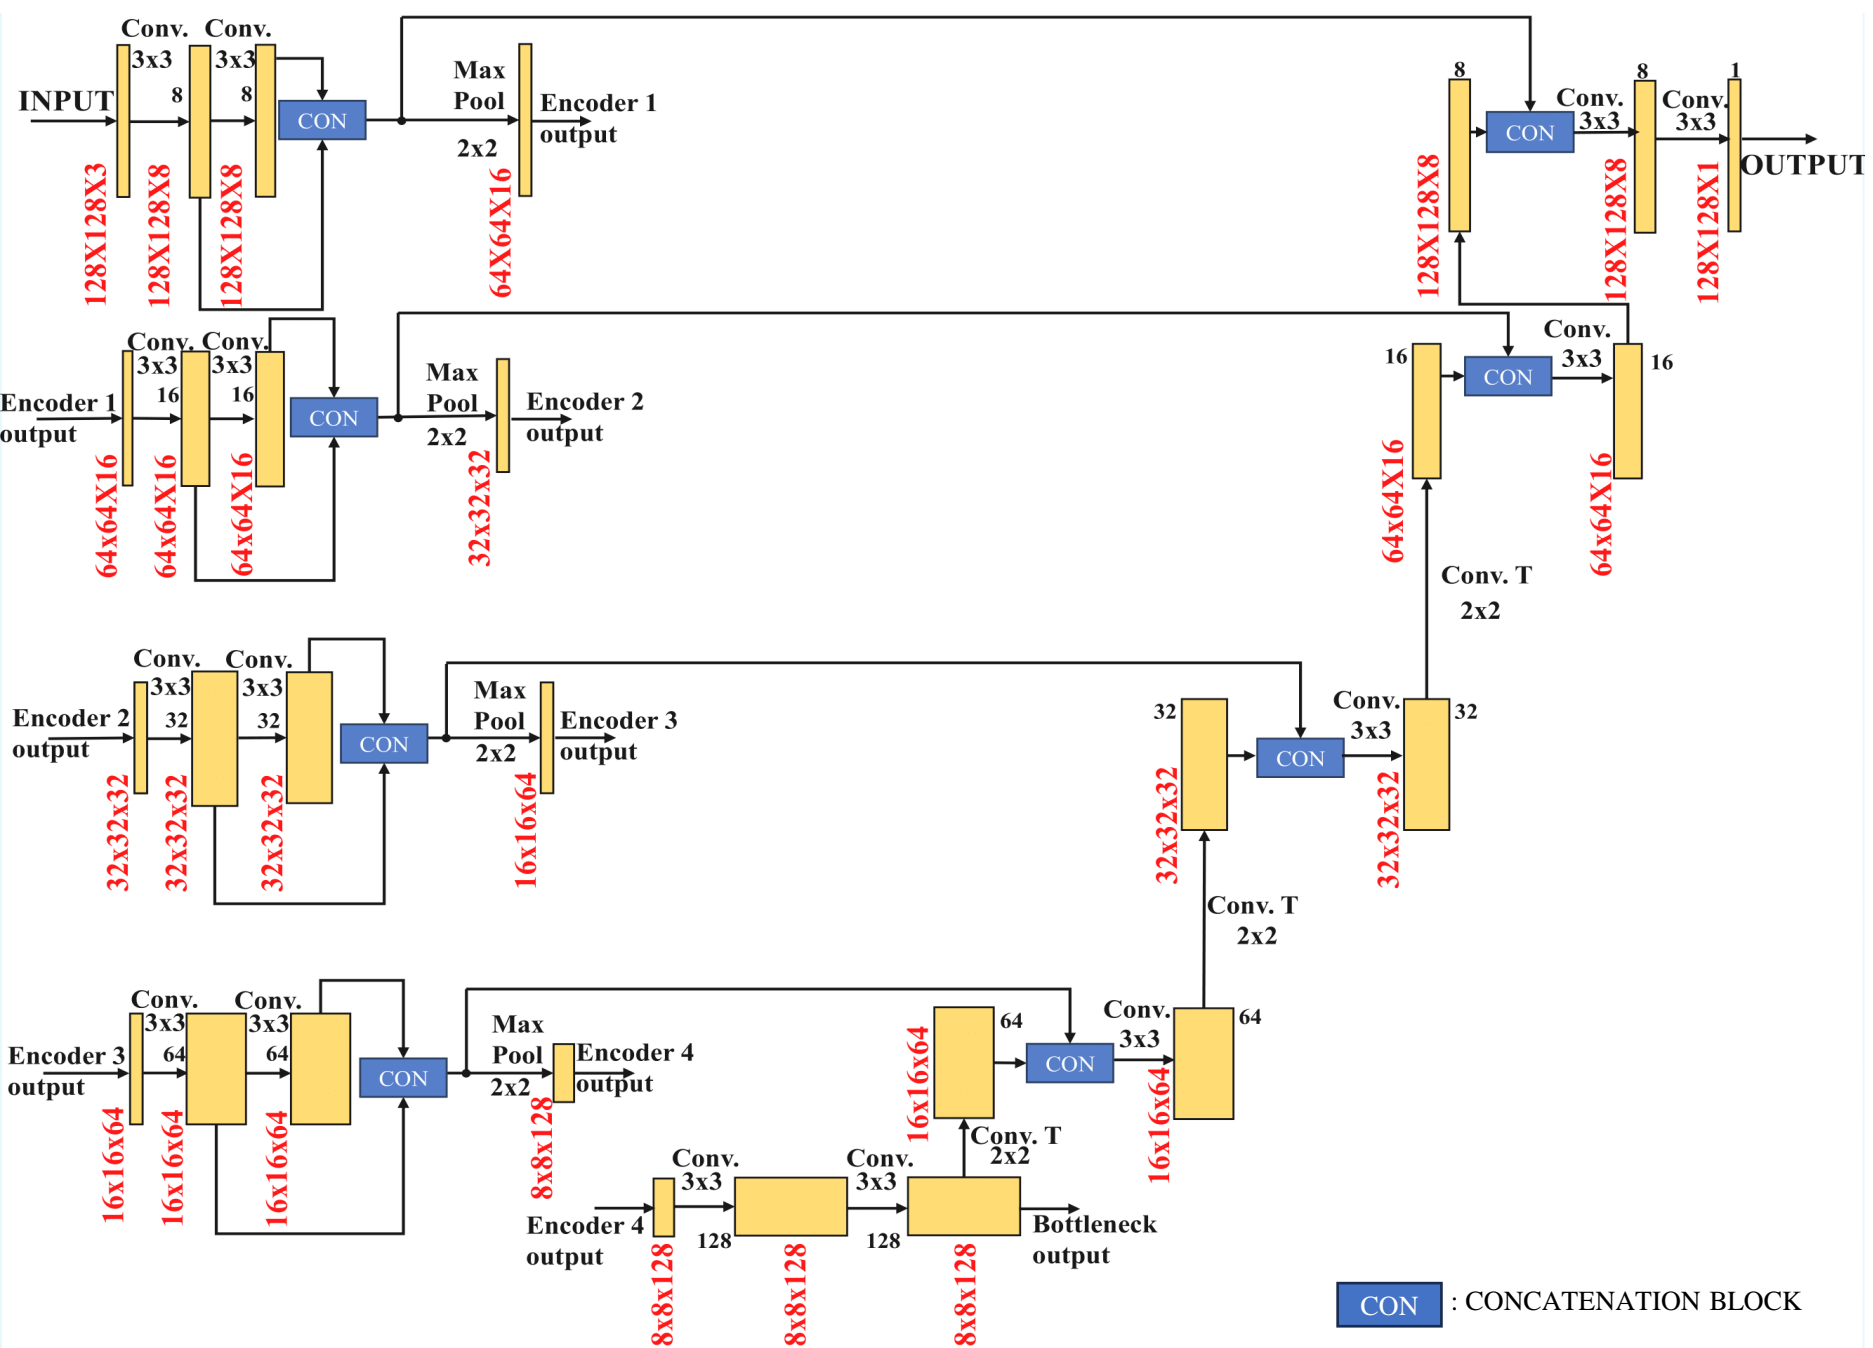 Conv. Conv.
3x3 3x3
8 8
INPUT
CON
Max
Pool
2x2
Encoder 1
output
128X128X3
128X128X8
128X128X8
64X64X16
8
CON
Conv.
3x3
8
Conv.
3x3
1
OUTPUT
128X128X8
128X128X8
128X128X1
Conv. Conv.
3x3 3x3
16 16
Encoder 1
output
CON
Max
Pool
2x2
Encoder 2
output
64x64X16
64x64X16
64x64X16
32x32x32
16
CON
Conv.
3x3
16
64x64X16
64x64X16
Conv. T
2x2
Conv. Conv.
3x3 3x3
32 32
Encoder 2
output
CON
Max
Pool
2x2
Encoder 3
output
32x32x32
32x32x32
32x32x32
16x16x64
32
CON
Conv.
3x3
32
32x32x32
32x32x32
Conv. T
2x2
Conv. Conv.
3x3 3x3
64 64
Encoder 3
output
CON
Max
Pool
2x2
Encoder 4
output
16x16x64
16x16x64
16x16x64
8x8x128
64
CON
Conv.
3x3
64
16x16x64
16x16x64
Conv. T
2x2
Conv. Conv.
3x3 3x3
128 128
Encoder 4
output
Bottleneck
output
8x8x128
8x8x128
8x8x128
CON : CONCATENATION BLOCK